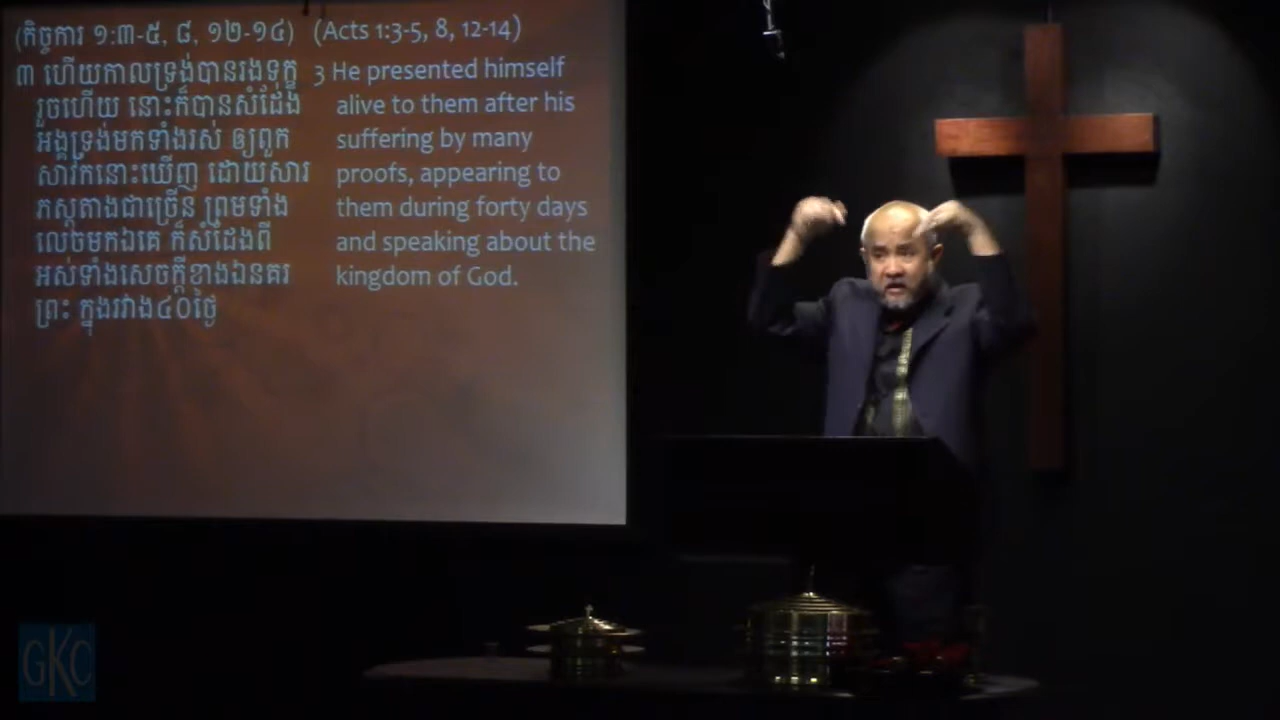 (កិច្ចការ ១:៣-៥, ៨, ១២-១៤)
៣ ហើយកាលទ្រង់បានរងទុក្ខ
រួចហើយ នោះក៏បានសំដែង
អង្គទ្រង់មកទាំងរស់ ឲ្យពួក
សាវកនោះឃើញ ដោយសារ
ភស្តុតាងជាច្រើន ព្រមទាំង
លេចមកឯគេ ក៏សំដែងពី
អស់ទាំងសេចក្តីខាងឯនគរ
ព្រះ ក្នុងរវាង៤០ថ្ងៃ
(Acts 1:3-5, 8, 12-14)
3 He presented himself
alive to them after his
suffering by many
proofs, appearing to
them during forty days
and speaking about the
kingdom of God.
GKC